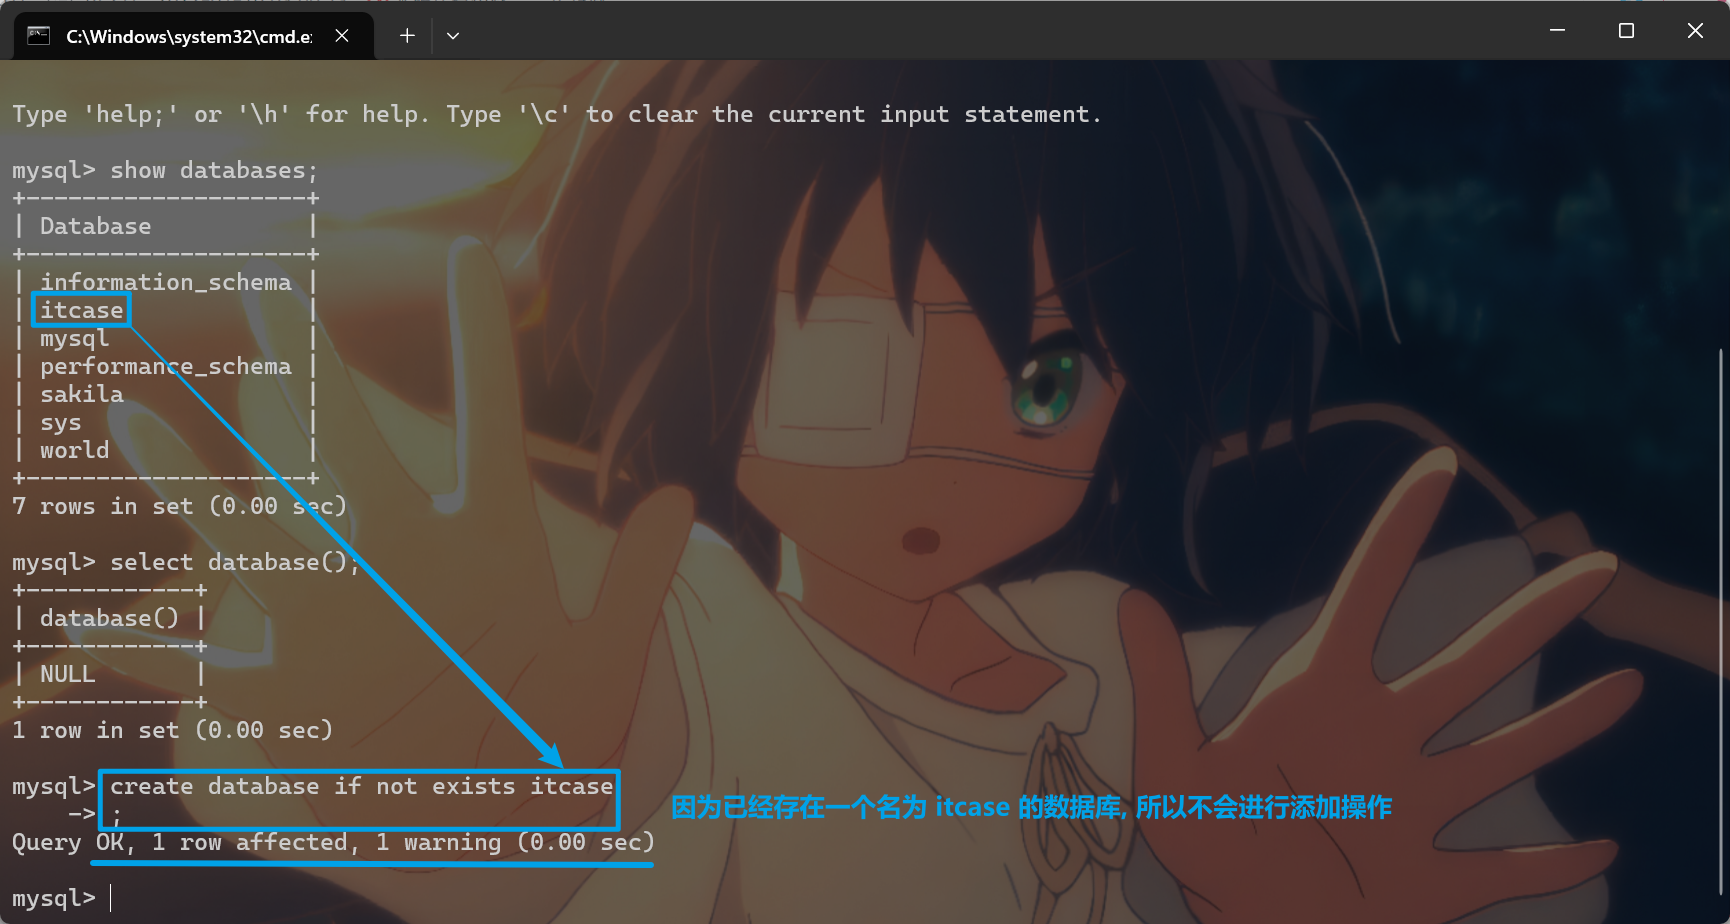 C:\Windows\system32\cmd.e
Type 'help;' or '\h' for help. Type '\c' to clear the current input statement.
mysql> show databases;
+--------------------+
| Database           |
+--------------------+
| information_schema |
| itcase             |
| mysql              |
| performance_schema |
| sakila             |
| sys                |
| world              |
+--------------------+
7 rows in set (0.00 sec)
mysql> select database();
+------------+
| database() |
+------------+
| NULL       |
+------------+
1 row in set (0.00 sec)
mysql> create database if not exists itcase
    -> ;
因为已经存在一个名为 itcase 的数据库, 所以不会进行添加操作
Query OK, 1 row affected, 1 warning (0.00 sec)
mysql>